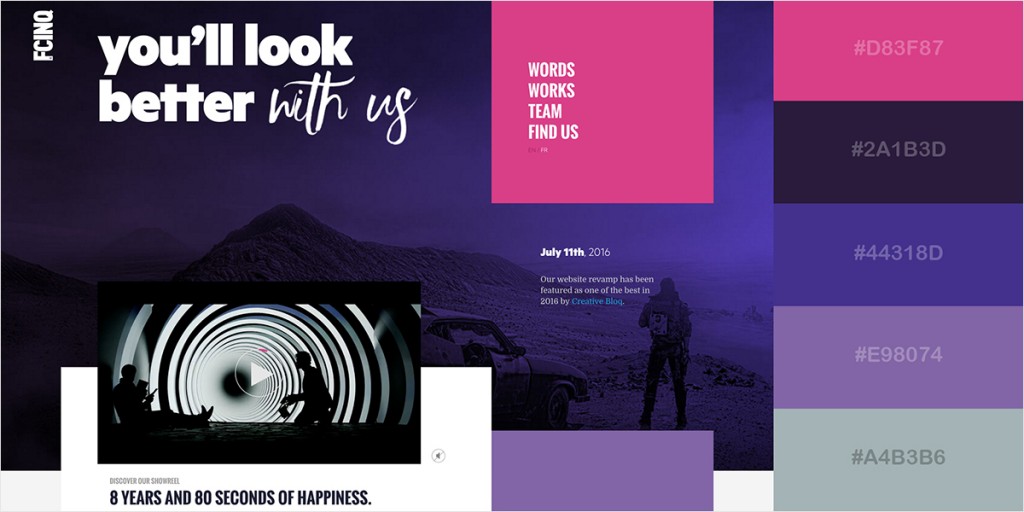 FCINQ
you'll look
better with us
WORDS
WORKS
TEAM
FIND US
EN FR
July 11th, 2016
Our website revamp has been
featured as one of the best in
2016 by Creative Bloq.
DISCOVER OUR SHOWREEL
8 YEARS AND 80 SECONDS OF HAPPINESS.
#D83F87
#2A1B3D
#44318D
#E98074
#A4B3B6